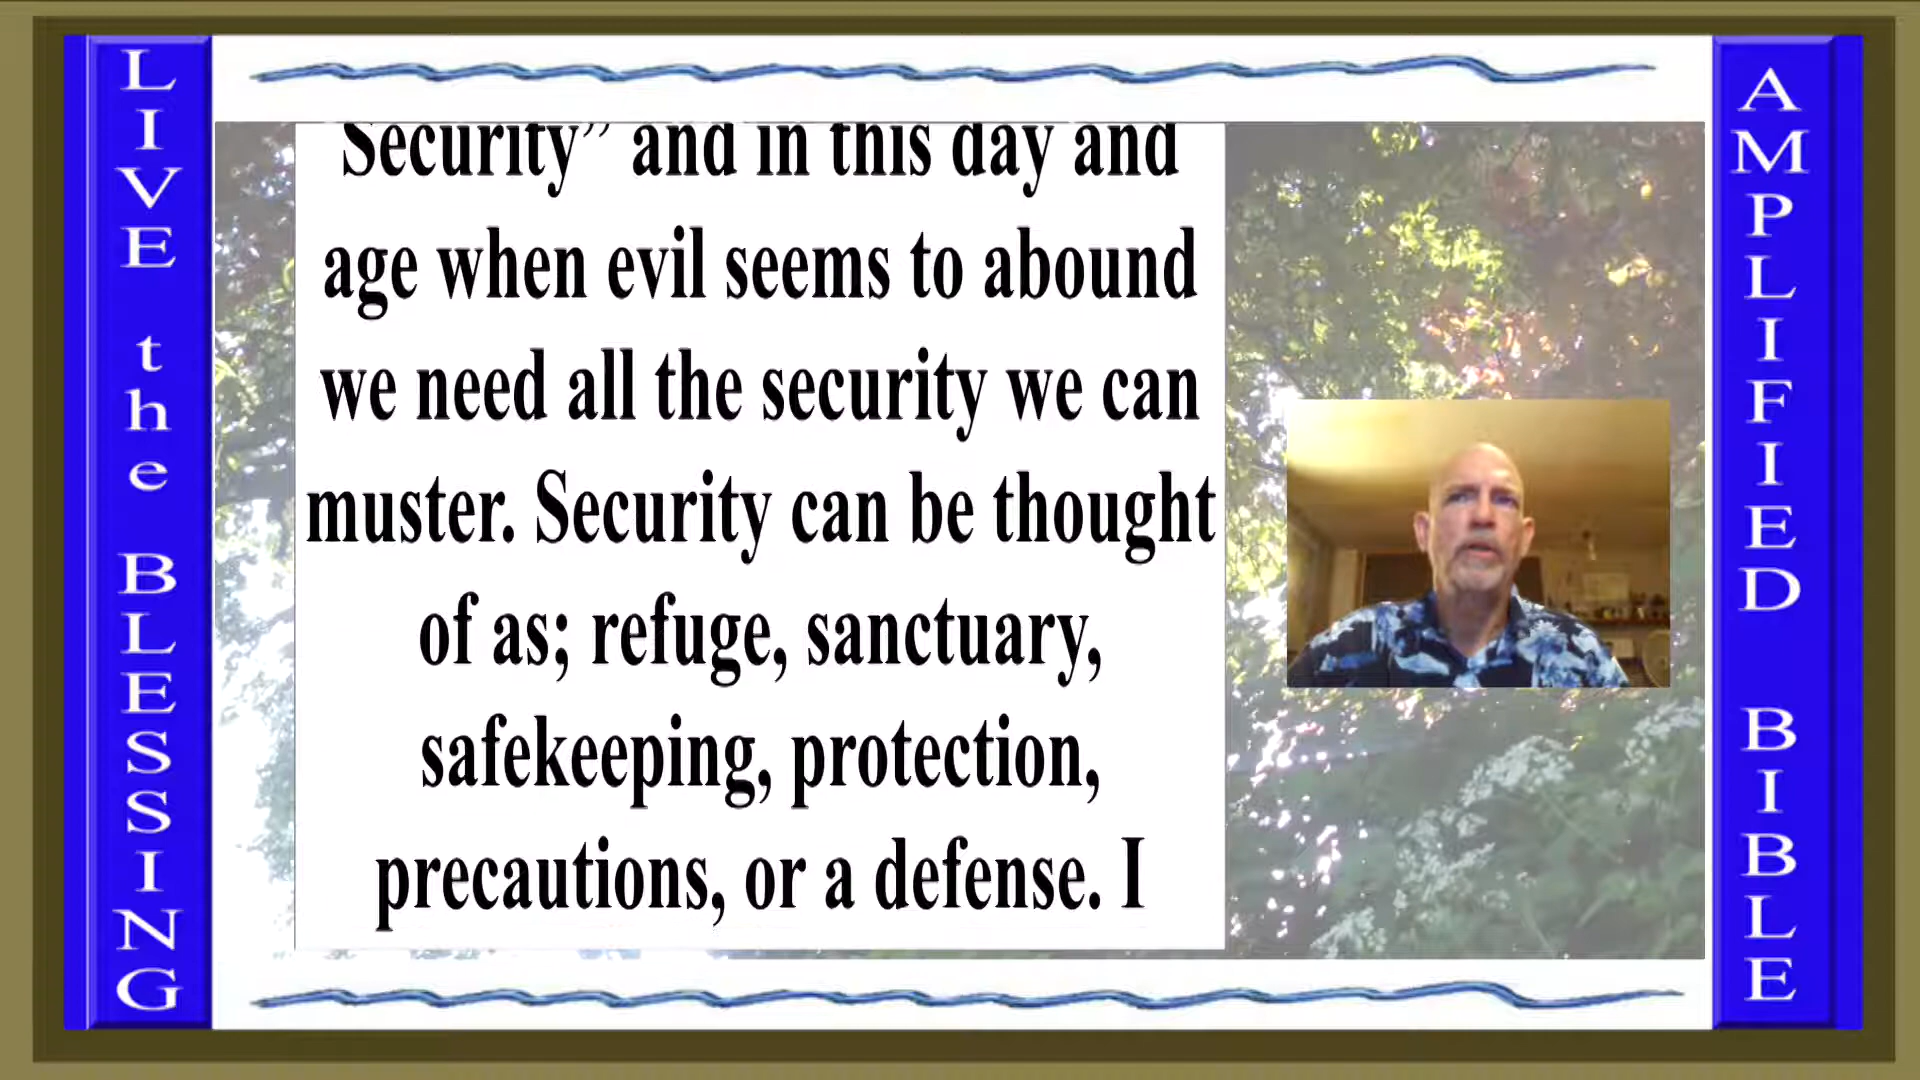 LIVE the BLESSING
Security” and in this day and
age when evil seems to abound
we need all the security we can
muster. Security can be thought
of as; refuge, sanctuary,
safekeeping, protection,
precautions, or a defense. I
AMPLIFIED BIBLE